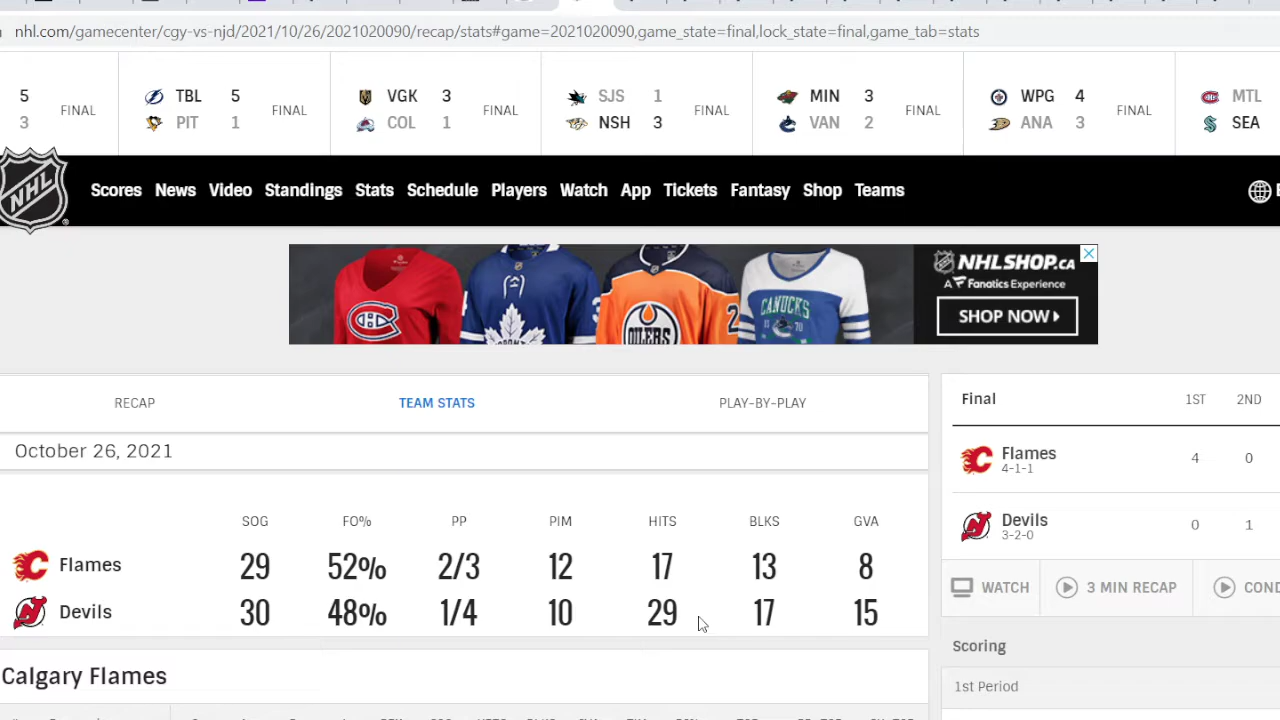 nhl.com/gamecenter/cgy-vs-njd/2021/10/26/2021020090/recap/stats#game=2021020090,game_state=final,lock_state=final,game_tab=stats
5 FINAL TBL 5 FINAL VGK 3 FINAL SJS 1 FINAL MIN 3 FINAL WPG 4 FINAL MTL
3 PIT 1 COL 1 NSH 3 VAN 2 ANA 3 SEA
NHL Scores News Video Standings Stats Schedule Players Watch App Tickets Fantasy Shop Teams
NHLSHOP.CA
A Fanatics Experience
SHOP NOW
CANUCKS
OILERS
RECAP TEAM STATS PLAY-BY-PLAY
October 26, 2021
SOG FO% PP PIM HITS BLKS GVA
Flames 29 52% 2/3 12 17 13 8
Devils 30 48% 1/4 10 29 17 15
Calgary Flames
Final 1ST 2ND
Flames 4 0
4-1-1
Devils 0 1
3-2-0
WATCH 3 MIN RECAP COND
Scoring
1st Period